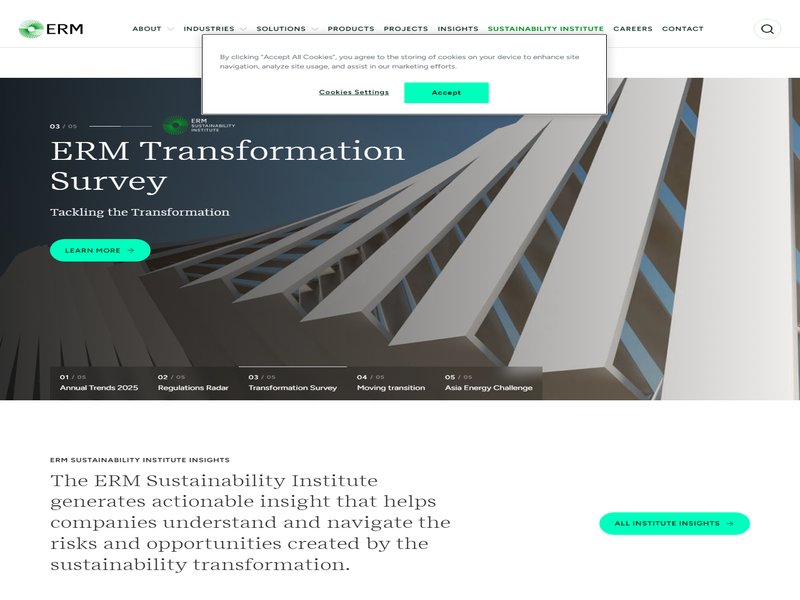 ERM
ABOUT
INDUSTRIES
SOLUTIONS
PRODUCTS
PROJECTS
INSIGHTS
SUSTAINABILITY INSTITUTE
CAREERS
CONTACT
By clicking "Accept All Cookies", you agree to the storing of cookies on your device to enhance site
navigation, analyze site usage, and assist in our marketing efforts.
Cookies Settings
Accept
03 / 05
ERM
SUSTAINABILITY
INSTITUTE
ERM Transformation
Survey
Tackling the Transformation
LEARN MORE →
01 / 05
Annual Trends 2025
02 / 05
Regulations Radar
03 / 05
Transformation Survey
04 / 05
Moving transition
05 / 05
Asia Energy Challenge
ERM SUSTAINABILITY INSTITUTE INSIGHTS
The ERM Sustainability Institute
generates actionable insight that helps
companies understand and navigate the
risks and opportunities created by the
sustainability transformation.
ALL INSTITUTE INSIGHTS →